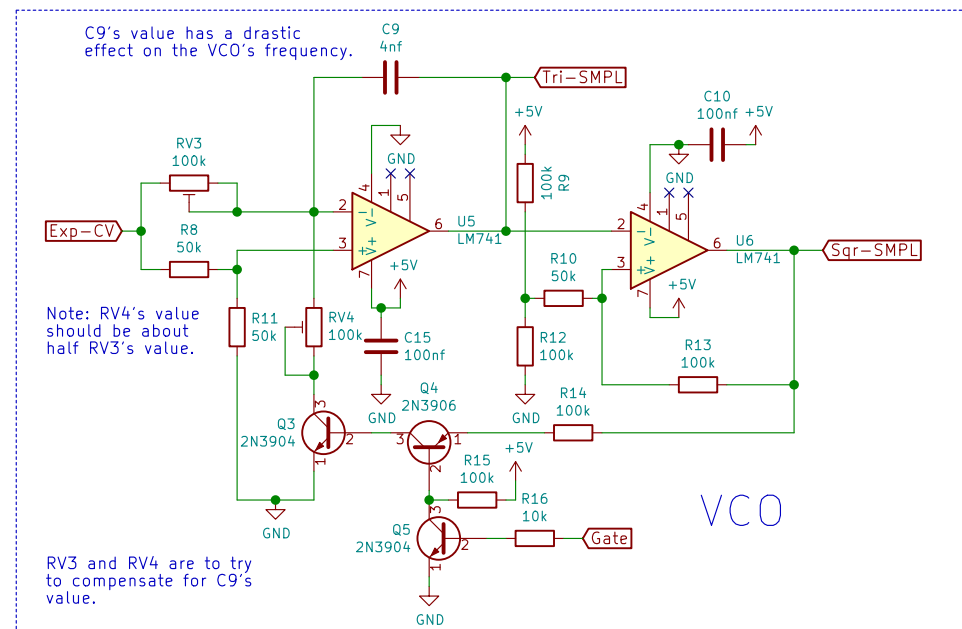 C9's value has a drastic
effect on the VCO's frequency.
C9
4nf
Tri-SMPL
C10
100nf
+5V
+5V
GND
RV3
100k
GND
4
1
5
100k
R9
4
1
5
Exp-CV
2
3
V-
V+
6
U5
LM741
7
2
3
V-
V+
6
U6
LM741
7
Sqr-SMPL
R8
50k
+5V
R10
50k
+5V
Note: RV4's value
should be about
half RV3's value.
R11
50k
RV4
100k
C15
100nf
GND
R12
100k
GND
R13
100k
Q3
2N3904
3
2
1
Q4
2N3906
3
1
2
R14
100k
GND
R15
100k
+5V
R16
10k
Q5
2N3904
3
2
1
Gate
GND
VCO
RV3 and RV4 are to try
to compensate for C9's
value.